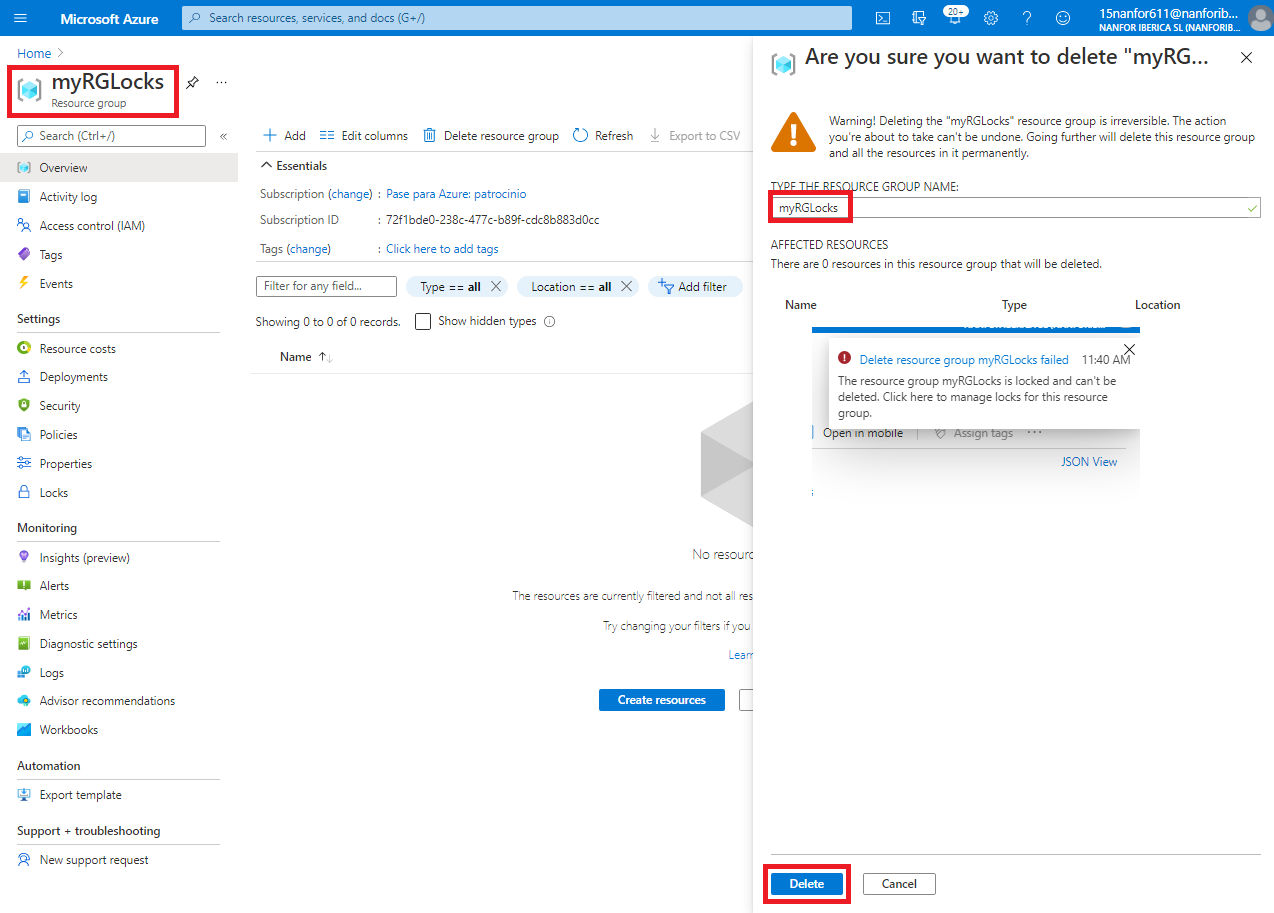 Microsoft Azure
Search resources, services, and docs (G+/)
20+
15nanfor611@nanforib...
NANFOR IBERICA SL (NANFORIB...
Home
myRGLocks
Resource group
...
Search (Ctrl+/)
«
Overview
Activity log
Access control (IAM)
Tags
Events
Settings
Resource costs
Deployments
Security
Policies
Properties
Locks
Monitoring
Insights (preview)
Alerts
Metrics
Diagnostic settings
Logs
Advisor recommendations
Workbooks
Automation
Export template
Support + troubleshooting
New support request
Add
Edit columns
Delete resource group
Refresh
Export to CSV
Essentials
Subscription (change) : Pase para Azure: patrocinio
Subscription ID : 72f1bde0-238c-477c-b89f-cdc8b883d0cc
Tags (change) : Click here to add tags
Filter for any field...
Type == all
Location == all
Add filter
Showing 0 to 0 of 0 records.
Show hidden types
Name ↑↓
No resourc
The resources are currently filtered and not all res
Try changing your filters if you
Learn
Create resources
Are you sure you want to delete "myRG...
Warning! Deleting the "myRGLocks" resource group is irreversible. The action
you're about to take can't be undone. Going further will delete this resource group
and all the resources in it permanently.
TYPE THE RESOURCE GROUP NAME:
myRGLocks
AFFECTED RESOURCES
There are 0 resources in this resource group that will be deleted.
Name
Type
Location
Delete resource group myRGLocks failed
11:40 AM
The resource group myRGLocks is locked and can't be
deleted. Click here to manage locks for this resource
group.
Open in mobile
Assign tags
...
JSON View
Delete
Cancel